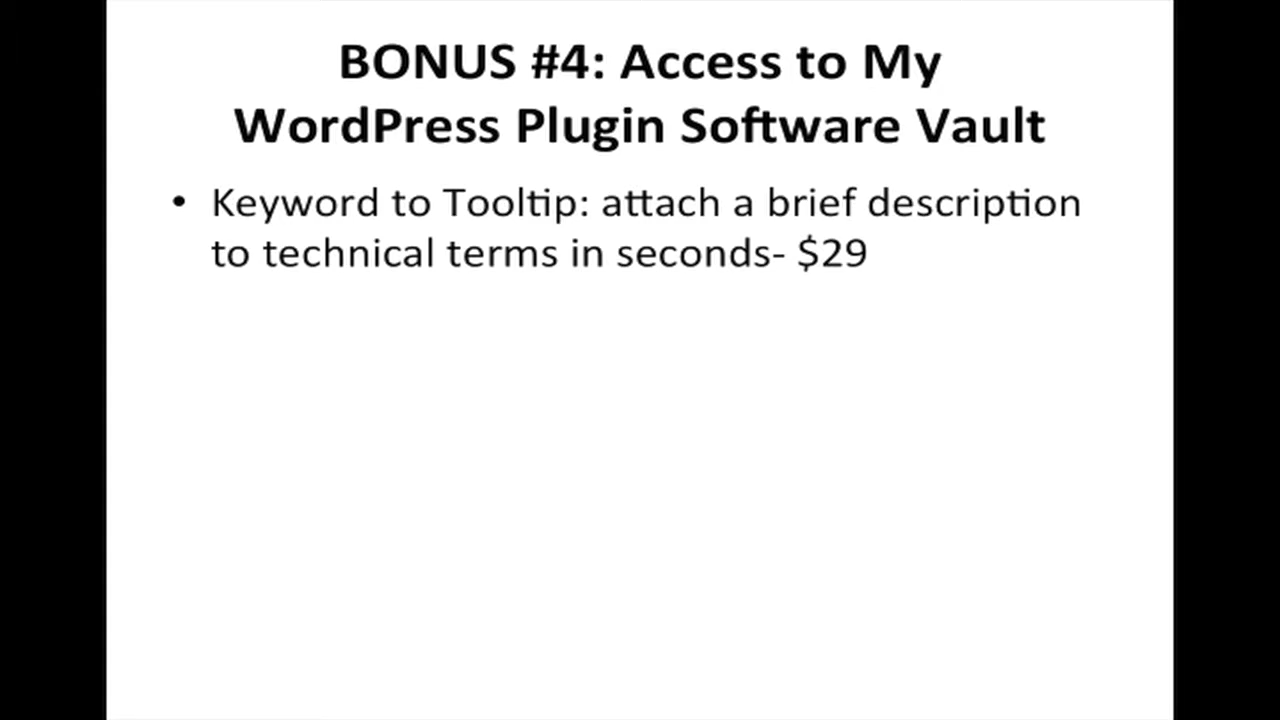 BONUS #4: Access to My
WordPress Plugin Software Vault
• Keyword to Tooltip: attach a brief description
to technical terms in seconds- $29